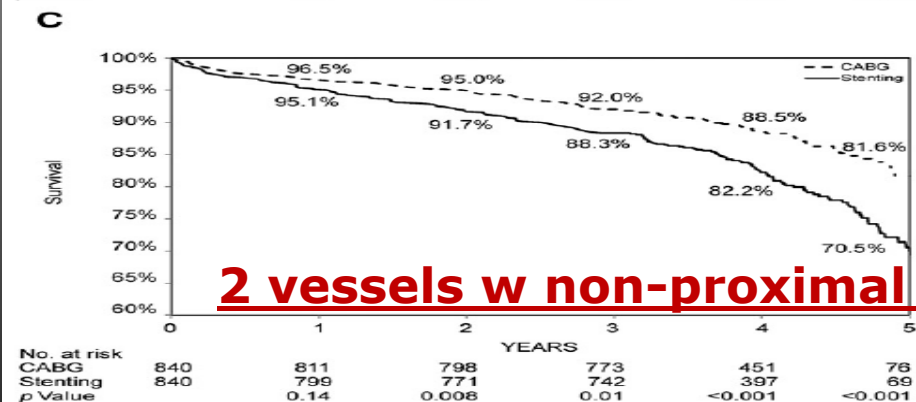 C
100%
95%
90%
85%
80%
75%
70%
65%
60%
Survival
CABG
Stenting
96.5%
95.0%
92.0%
88.5%
81.6%
95.1%
91.7%
88.3%
82.2%
70.5%
2 vessels w non-proximal
0 1 2 3 4 5
YEARS
No. at risk
CABG 840 811 798 773 451 76
Stenting 840 799 771 742 397 69
p Value 0.14 0.008 0.01 <0.001 <0.001